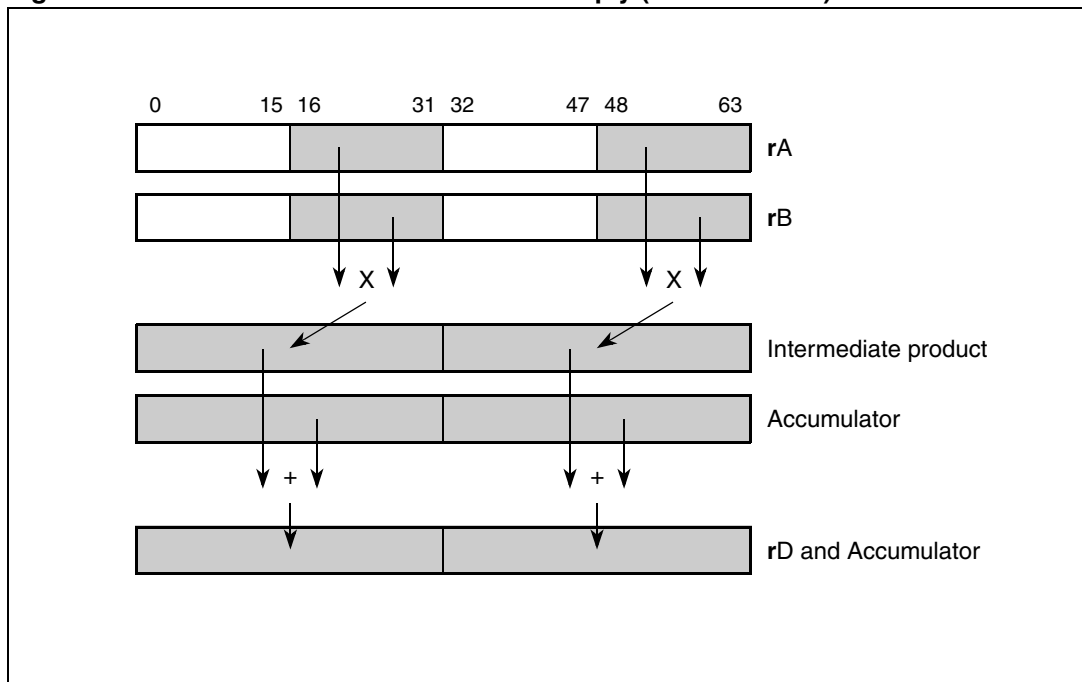 0 15 16 31 32 47 48 63
rA
rB
X X
Intermediate product
Accumulator
+ +
rD and Accumulator